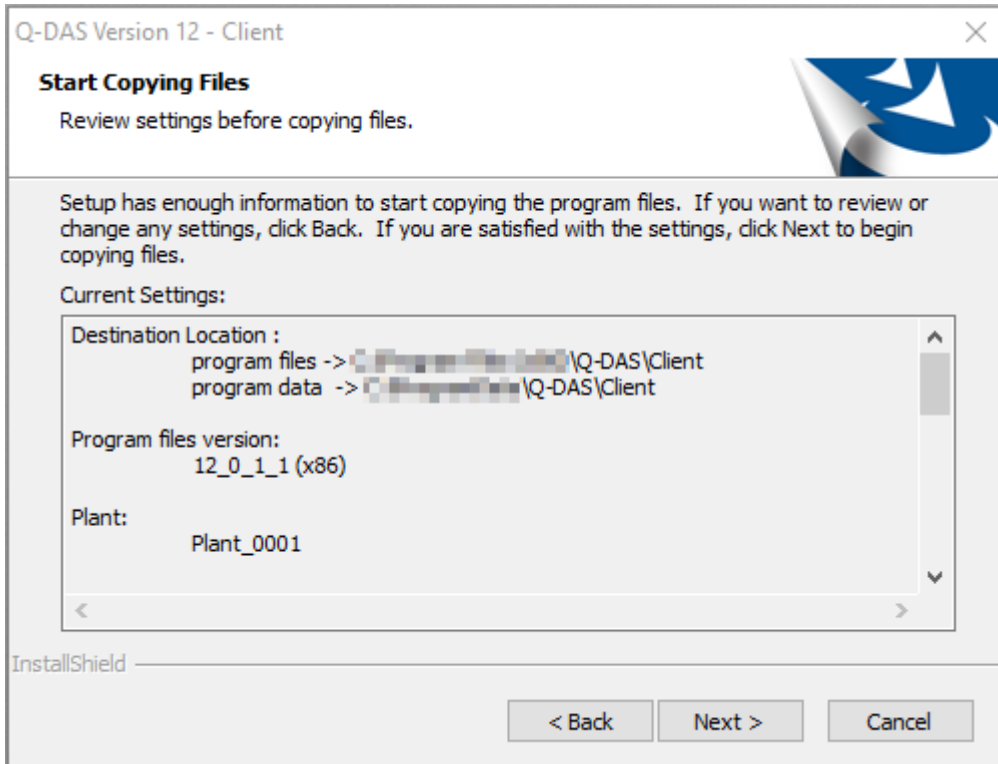 Q-DAS Version 12 - Client
Start Copying Files
Review settings before copying files.
Setup has enough information to start copying the program files. If you want to review or
change any settings, click Back. If you are satisfied with the settings, click Next to begin
copying files.
Current Settings:
Destination Location :
program files -> \Q-DAS\Client
program data -> \Q-DAS\Client
Program files version:
12_0_1_1 (x86)
Plant:
Plant_0001
InstallShield
< Back
Next >
Cancel